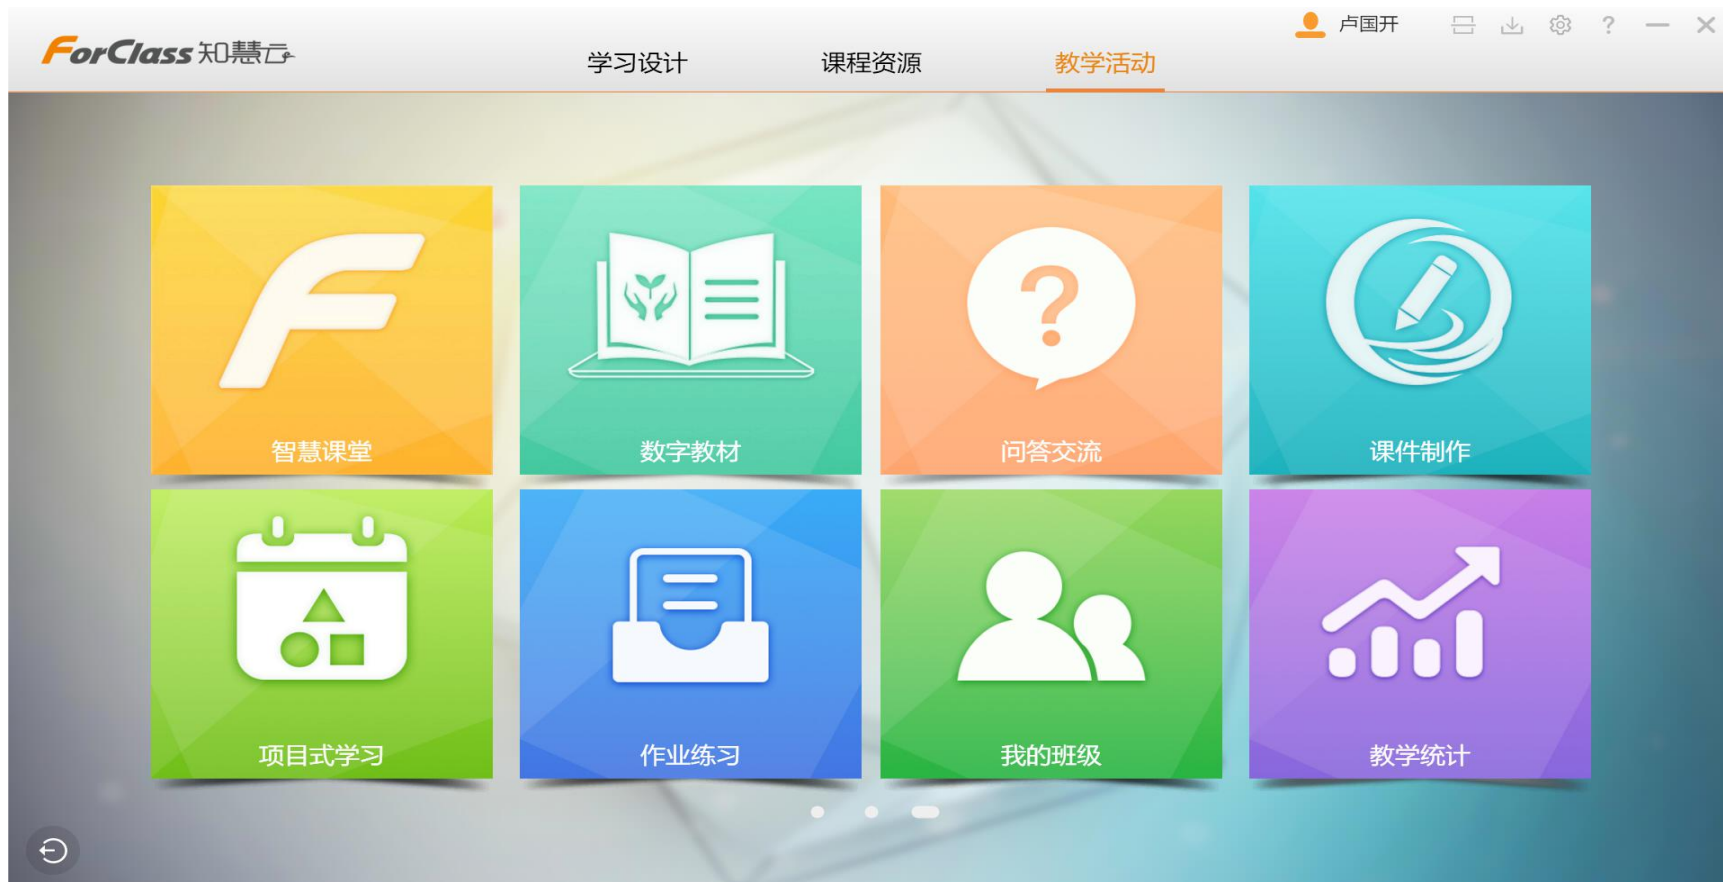 ForClass 知慧云
卢国开
?
学习设计 课程资源 教学活动
F
?
智慧课堂 数字教材 问答交流 课件制作
项目式学习 作业练习 我的班级 教学统计